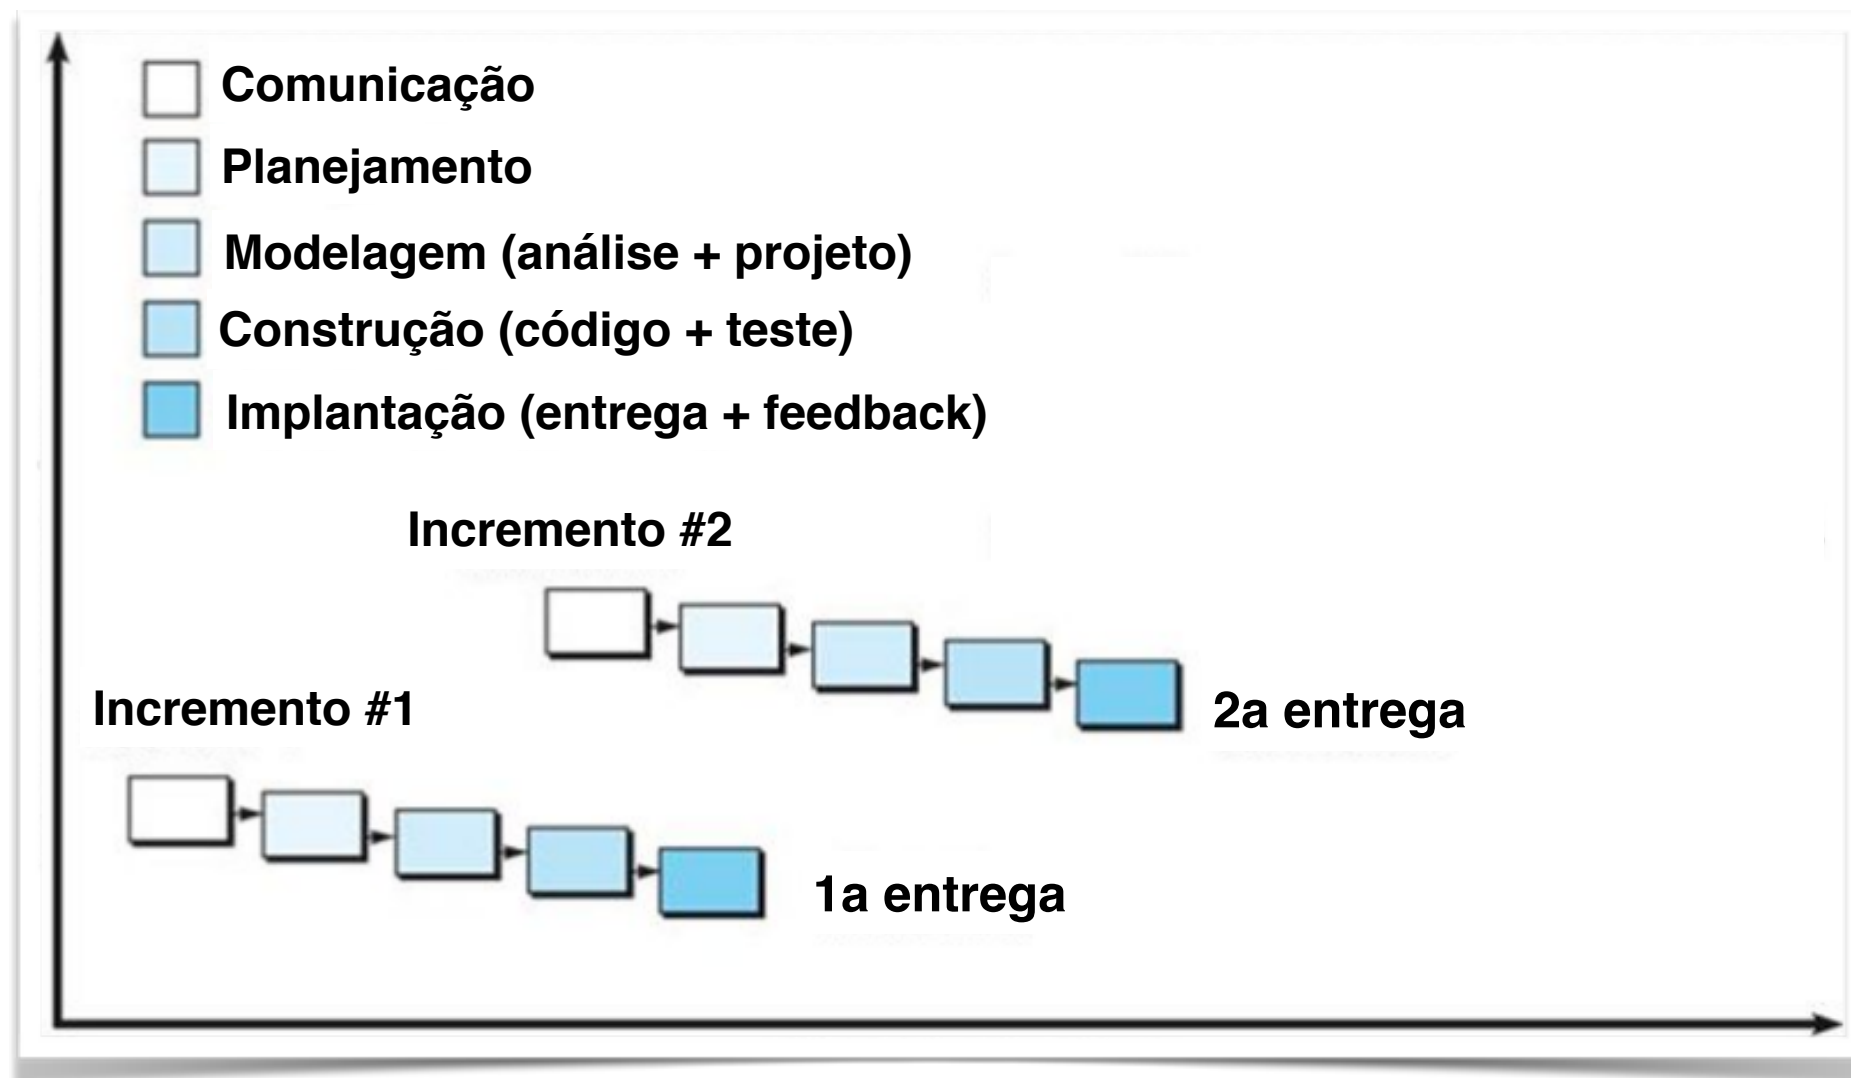 Comunicação
Planejamento
Modelagem (análise + projeto)
Construção (código + teste)
Implantação (entrega + feedback)
Incremento #2
2a entrega
Incremento #1
1a entrega